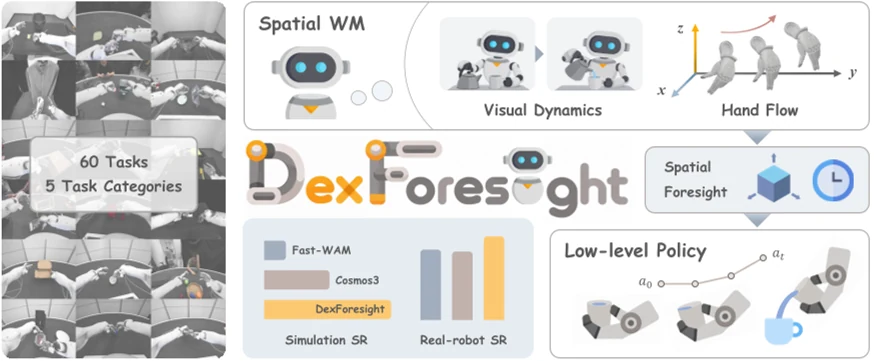 60 Tasks
5 Task Categories
Spatial WM
Visual Dynamics
z
y
x
Hand Flow
DexForesight
Spatial
Foresight
Fast-WAM
Cosmos3
DexForesight
Simulation SR
Real-robot SR
Low-level Policy
a0
at